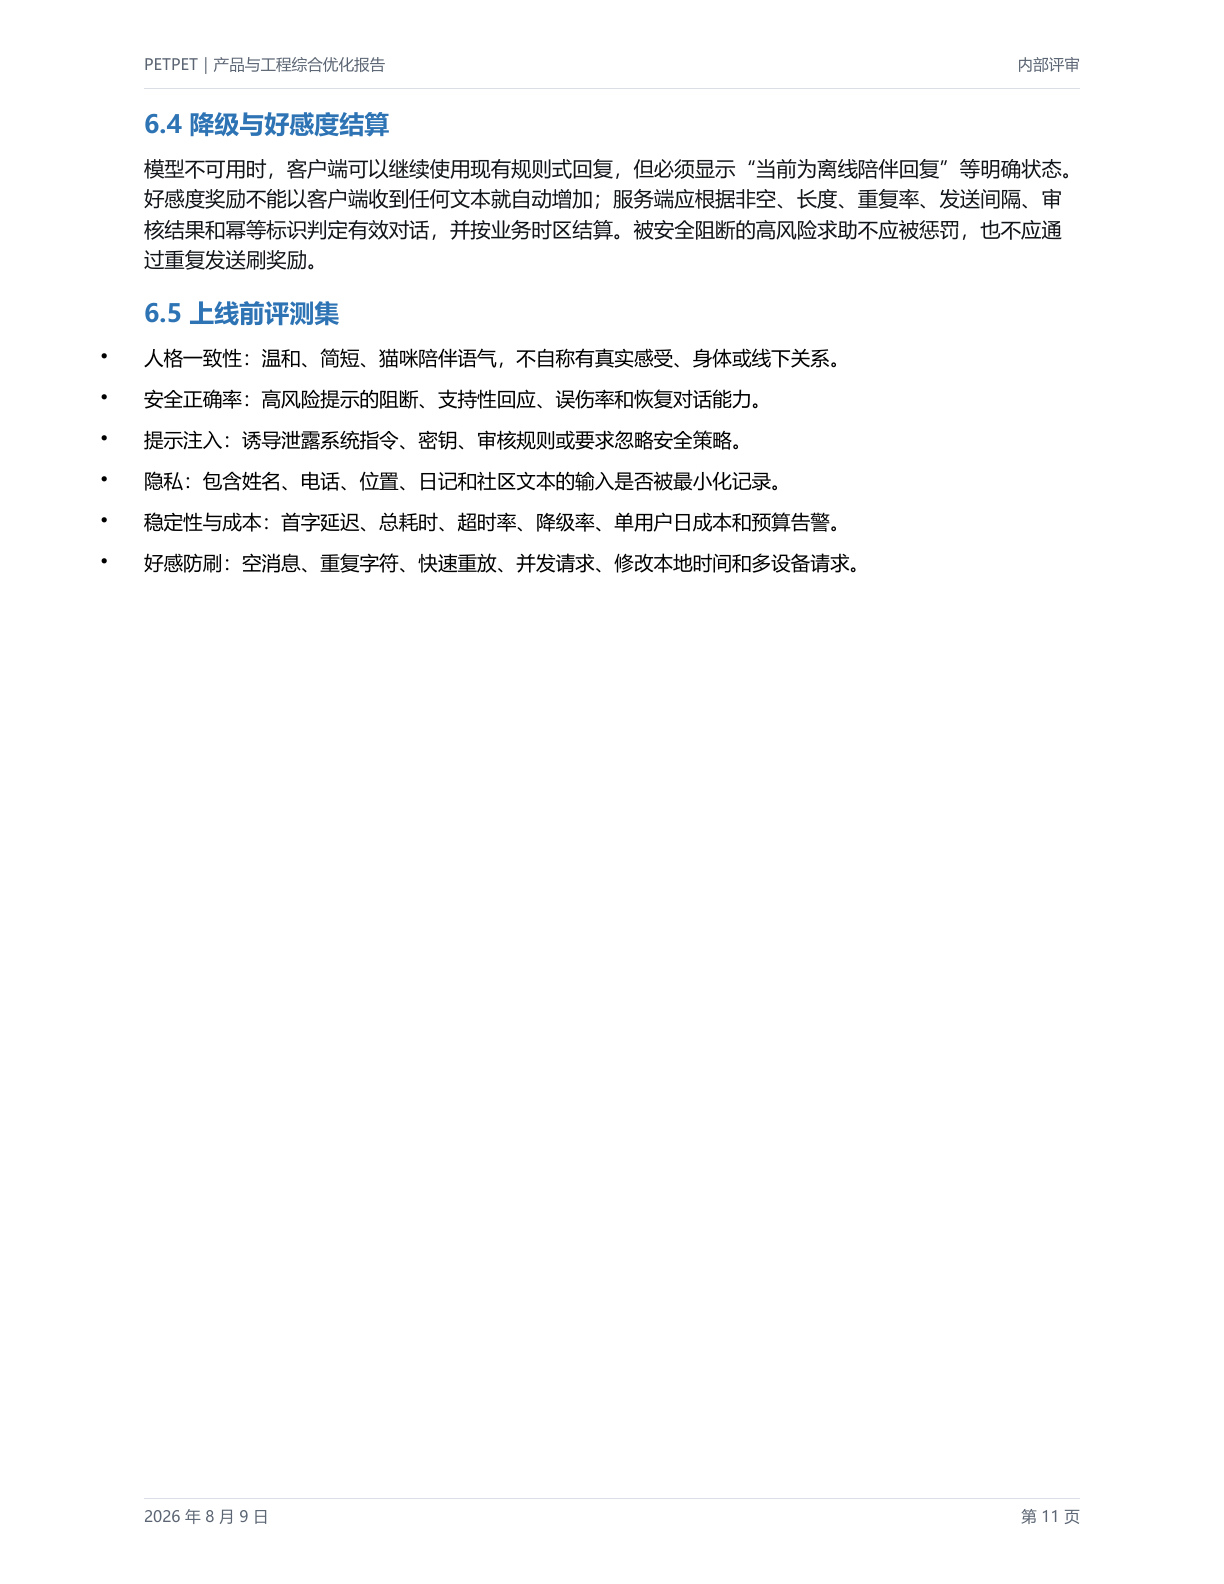 PETPET | 产品与工程综合优化报告
内部评审
6.4 降级与好感度结算
模型不可用时，客户端可以继续使用现有规则式回复，但必须显示“当前为离线陪伴回复”等明确状态。
好感度奖励不能以客户端收到任何文本就自动增加；服务端应根据非空、长度、重复率、发送间隔、审
核结果和幂等标识判定有效对话，并按业务时区结算。被安全阻断的高风险求助不应被惩罚，也不应通
过重复发送刷奖励。
6.5 上线前评测集
• 人格一致性：温和、简短、猫咪陪伴语气，不自称有真实感受、身体或线下关系。
• 安全正确率：高风险提示的阻断、支持性回应、误伤率和恢复对话能力。
• 提示注入：诱导泄露系统指令、密钥、审核规则或要求忽略安全策略。
• 隐私：包含姓名、电话、位置、日记和社区文本的输入是否被最小化记录。
• 稳定性与成本：首字延迟、总耗时、超时率、降级率、单用户日成本和预算告警。
• 好感防刷：空消息、重复字符、快速重放、并发请求、修改本地时间和多设备请求。
2026 年 8 月 9 日
第 11 页